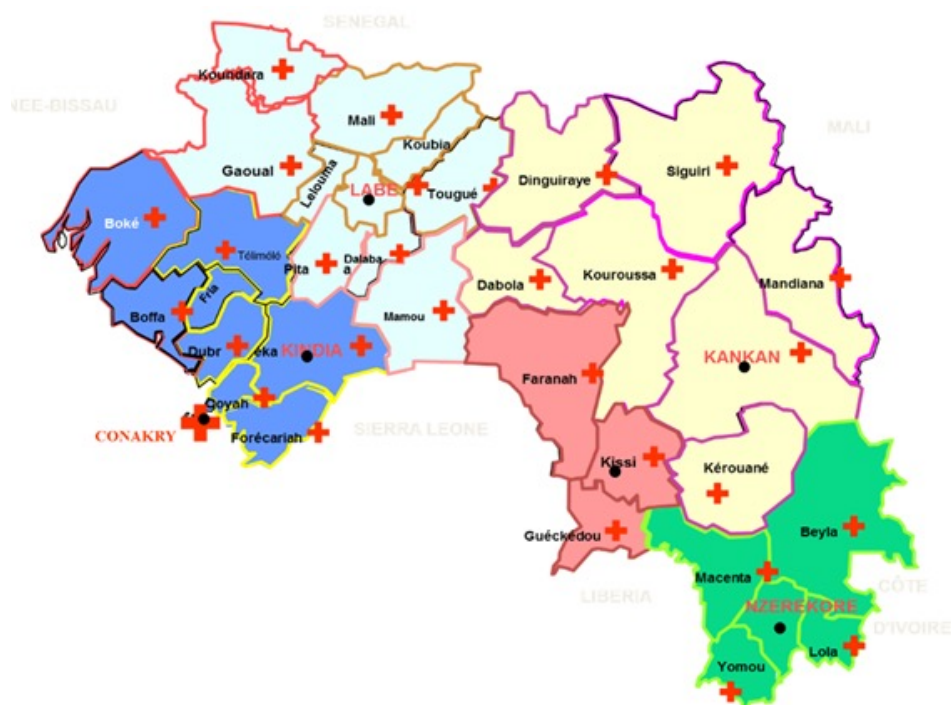 SENEGAL
Koundara
NEE-BISSAU
Mali
Koubia
MALI
Gaoual
Lelouma
LABE
Tougué
Dinguiraye
Siguiri
Boké
Télimélé
Pita
Dalaba
a
Dabola
Kouroussa
Mandiana
Fria
Boffa
Mamou
Dubr
eka
KINDIA
KANKAN
Faranah
Coyah
CONAKRY
Forécariah
SIERRA LEONE
Kissi
Kérouané
Guéckédou
Beyla
Macenta
LIBERIA
CÔTE
NZEREKORE
D'IVOIRE
Lola
Yomou